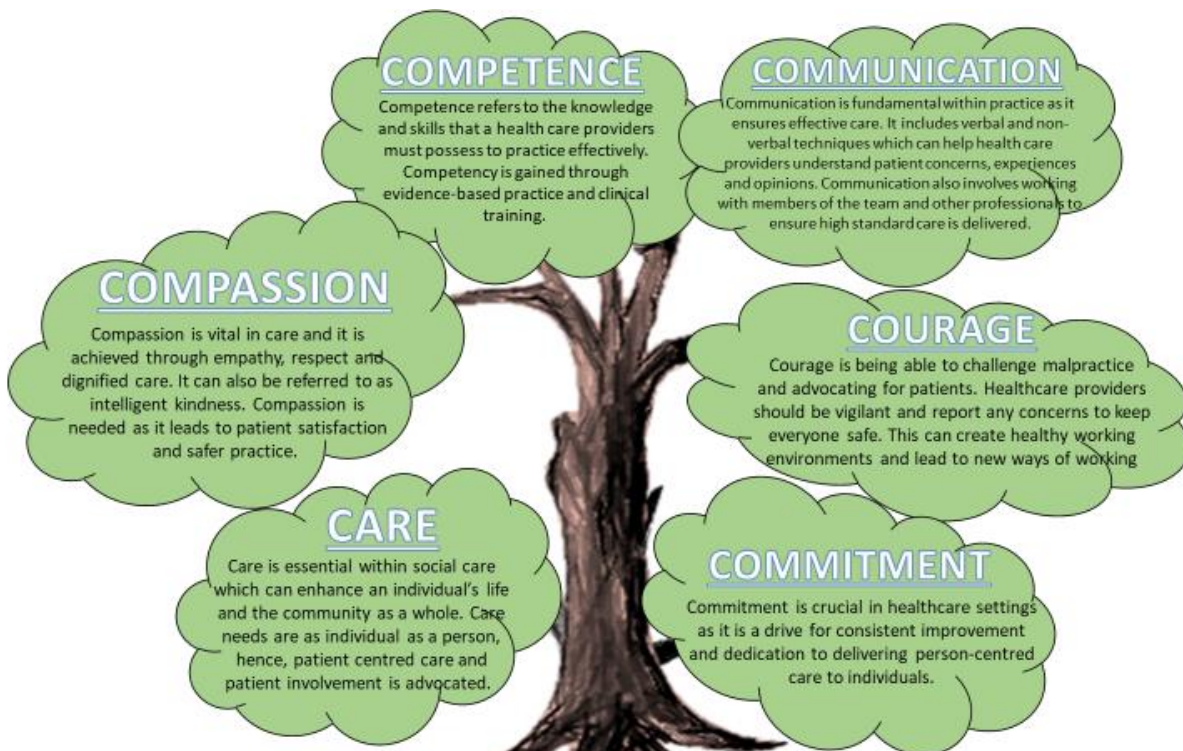 COMPETENCE
Competence refers to the knowledge
and skills that a health care providers
must possess to practice effectively.
Competency is gained through
evidence-based practice and clinical
training.
COMMUNICATION
Communication is fundamental within practice as it
ensures effective care. It includes verbal and non-
verbal techniques which can help health care
providers understand patient concerns, experiences
and opinions. Communication also involves working
with members of the team and other professionals to
ensure high standard care is delivered.
COMPASSION
Compassion is vital in care and it is
achieved through empathy, respect and
dignified care. It can also be referred to as
intelligent kindness. Compassion is
needed as it leads to patient satisfaction
and safer practice.
COURAGE
Courage is being able to challenge malpractice
and advocating for patients. Healthcare providers
should be vigilant and report any concerns to keep
everyone safe. This can create healthy working
environments and lead to new ways of working
CARE
Care is essential within social care
which can enhance an individual's life
and the community as a whole. Care
needs are as individual as a person,
hence, patient centred care and
patient involvement is advocated.
COMMITMENT
Commitment is crucial in healthcare settings
as it is a drive for consistent improvement
and dedication to delivering person-centred
care to individuals.